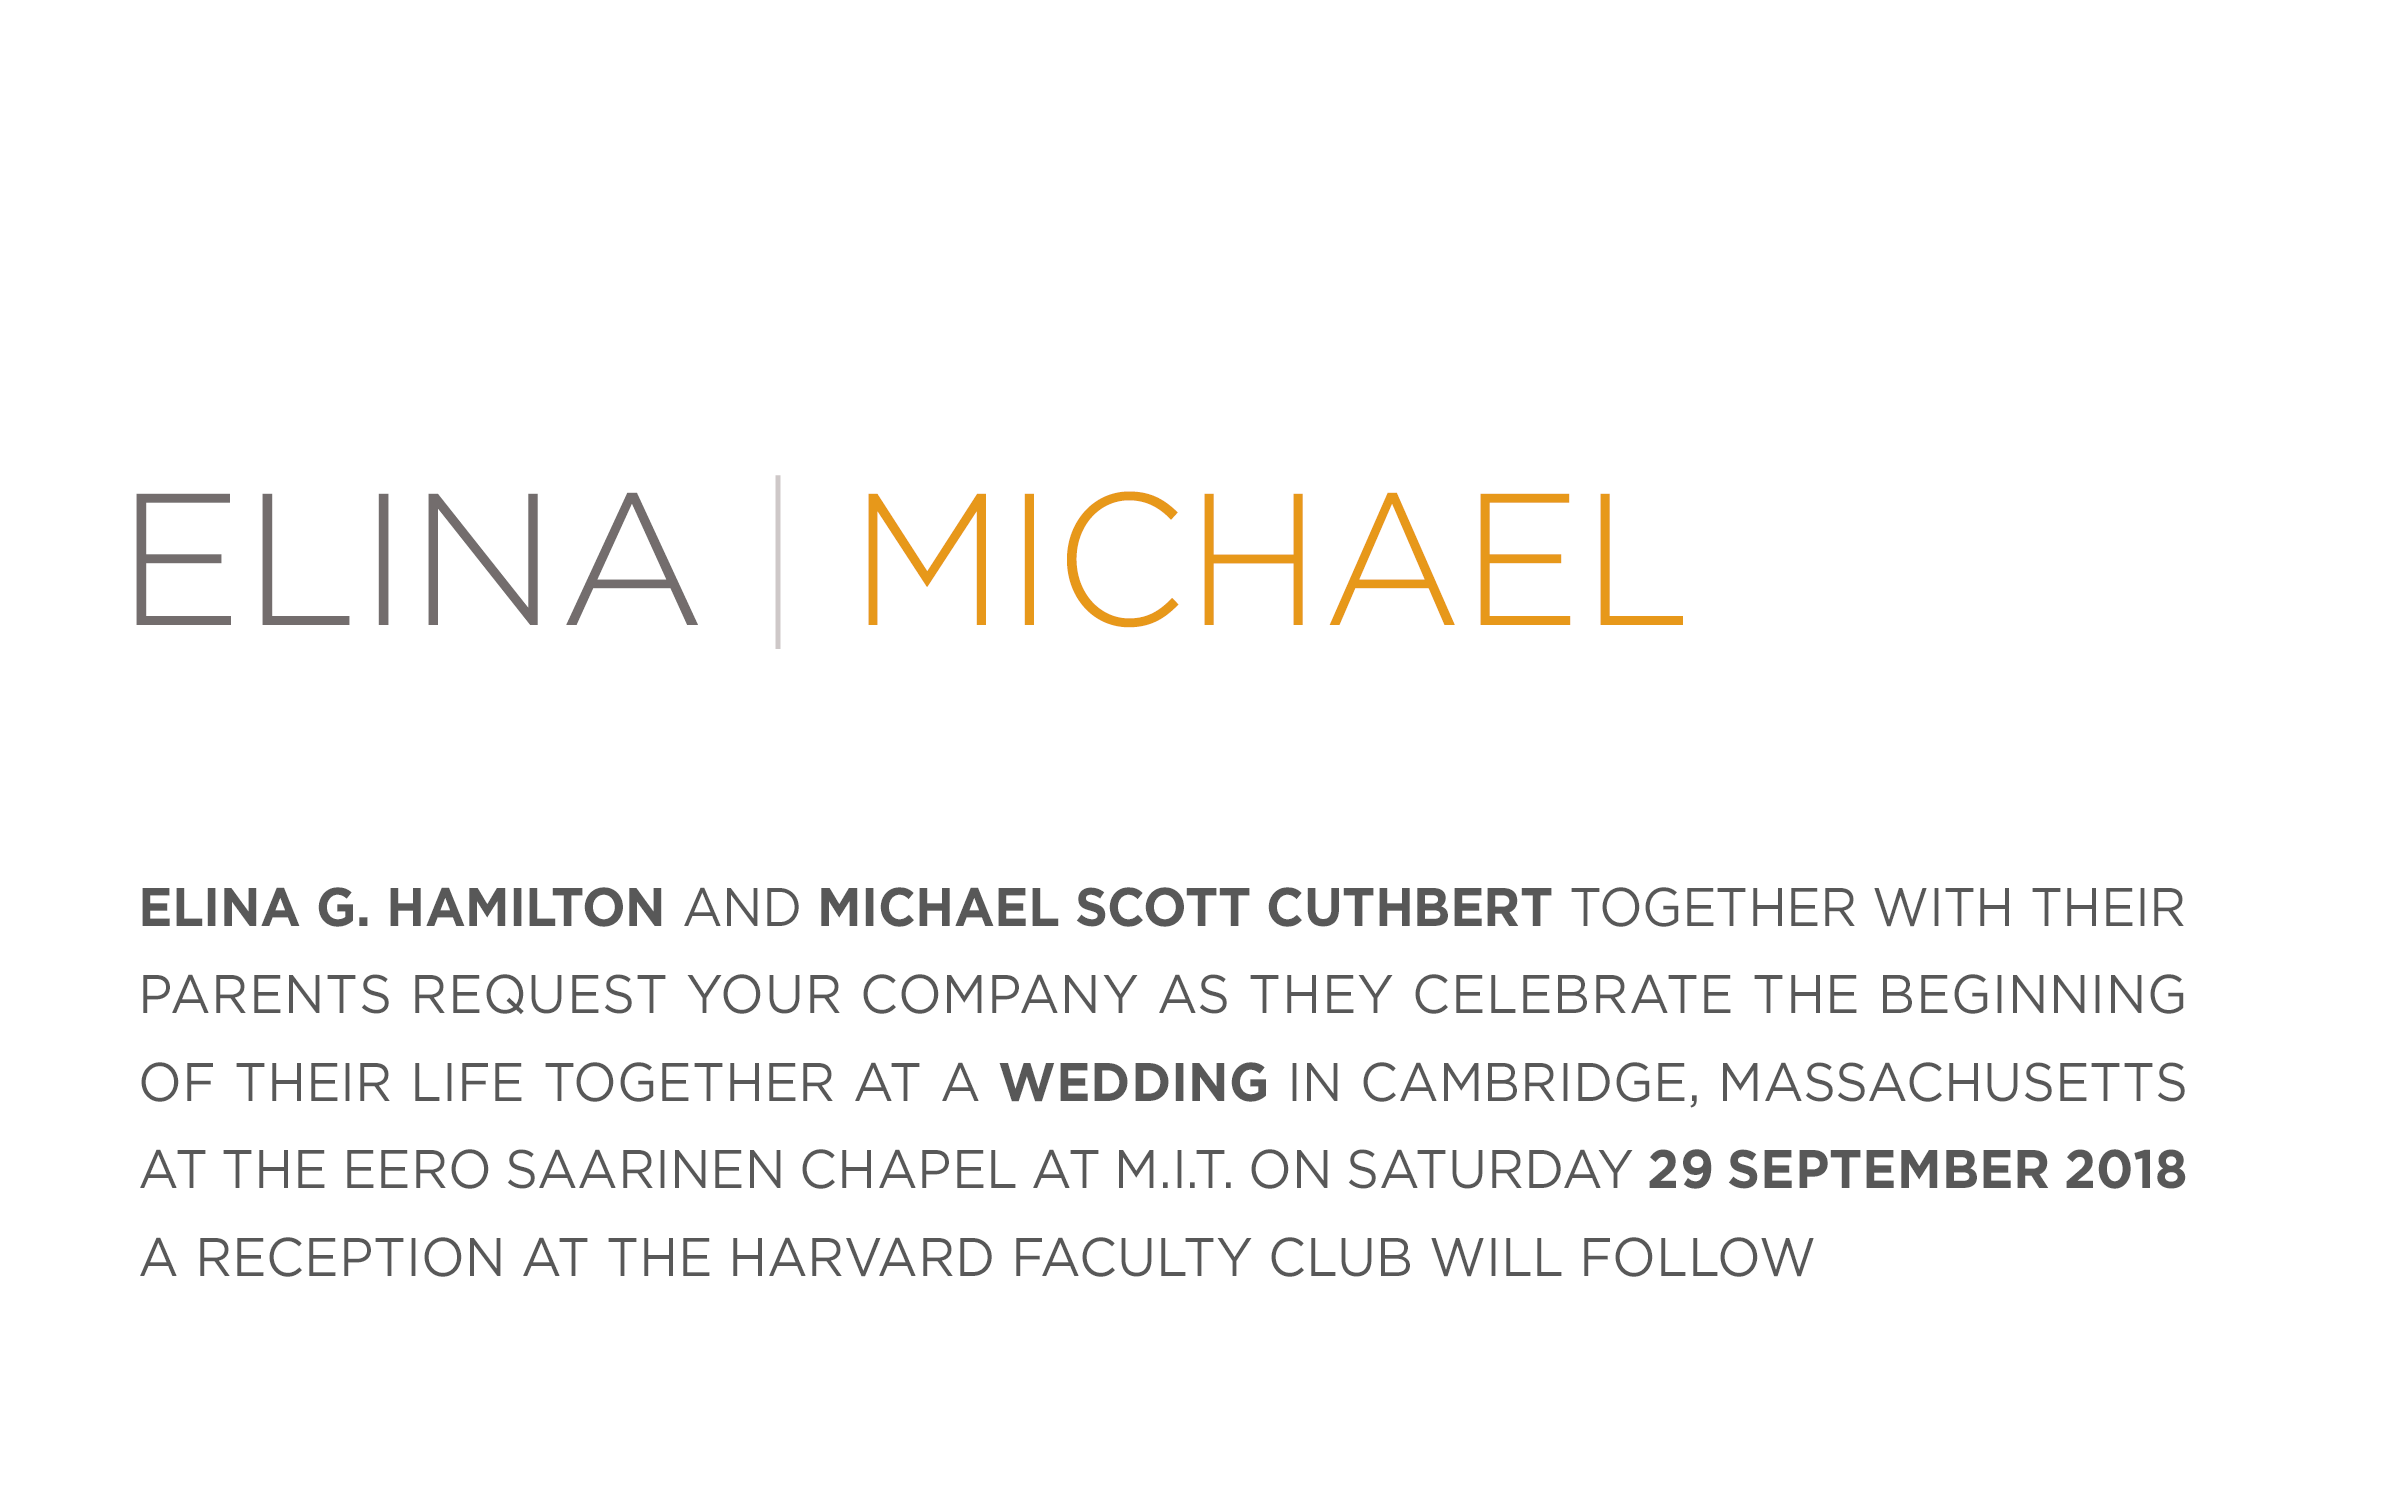 ELINA | MICHAEL
ELINA G. HAMILTON AND MICHAEL SCOTT CUTHBERT TOGETHER WITH THEIR
PARENTS REQUEST YOUR COMPANY AS THEY CELEBRATE THE BEGINNING
OF THEIR LIFE TOGETHER AT A WEDDING IN CAMBRIDGE, MASSACHUSETTS
AT THE EERO SAARINEN CHAPEL AT M.I.T. ON SATURDAY 29 SEPTEMBER 2018
A RECEPTION AT THE HARVARD FACULTY CLUB WILL FOLLOW